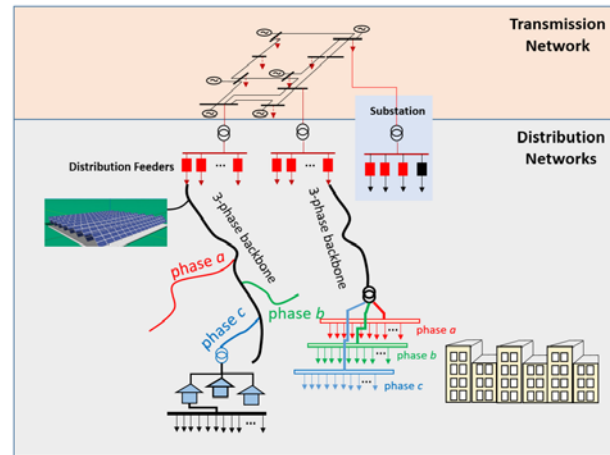 Transmission
Network
Substation
Distribution
Networks
Distribution Feeders
...
...
3-phase backbone
3-phase backbone
phase a
phase b
phase c
...
phase a
...
phase b
...
phase c
...